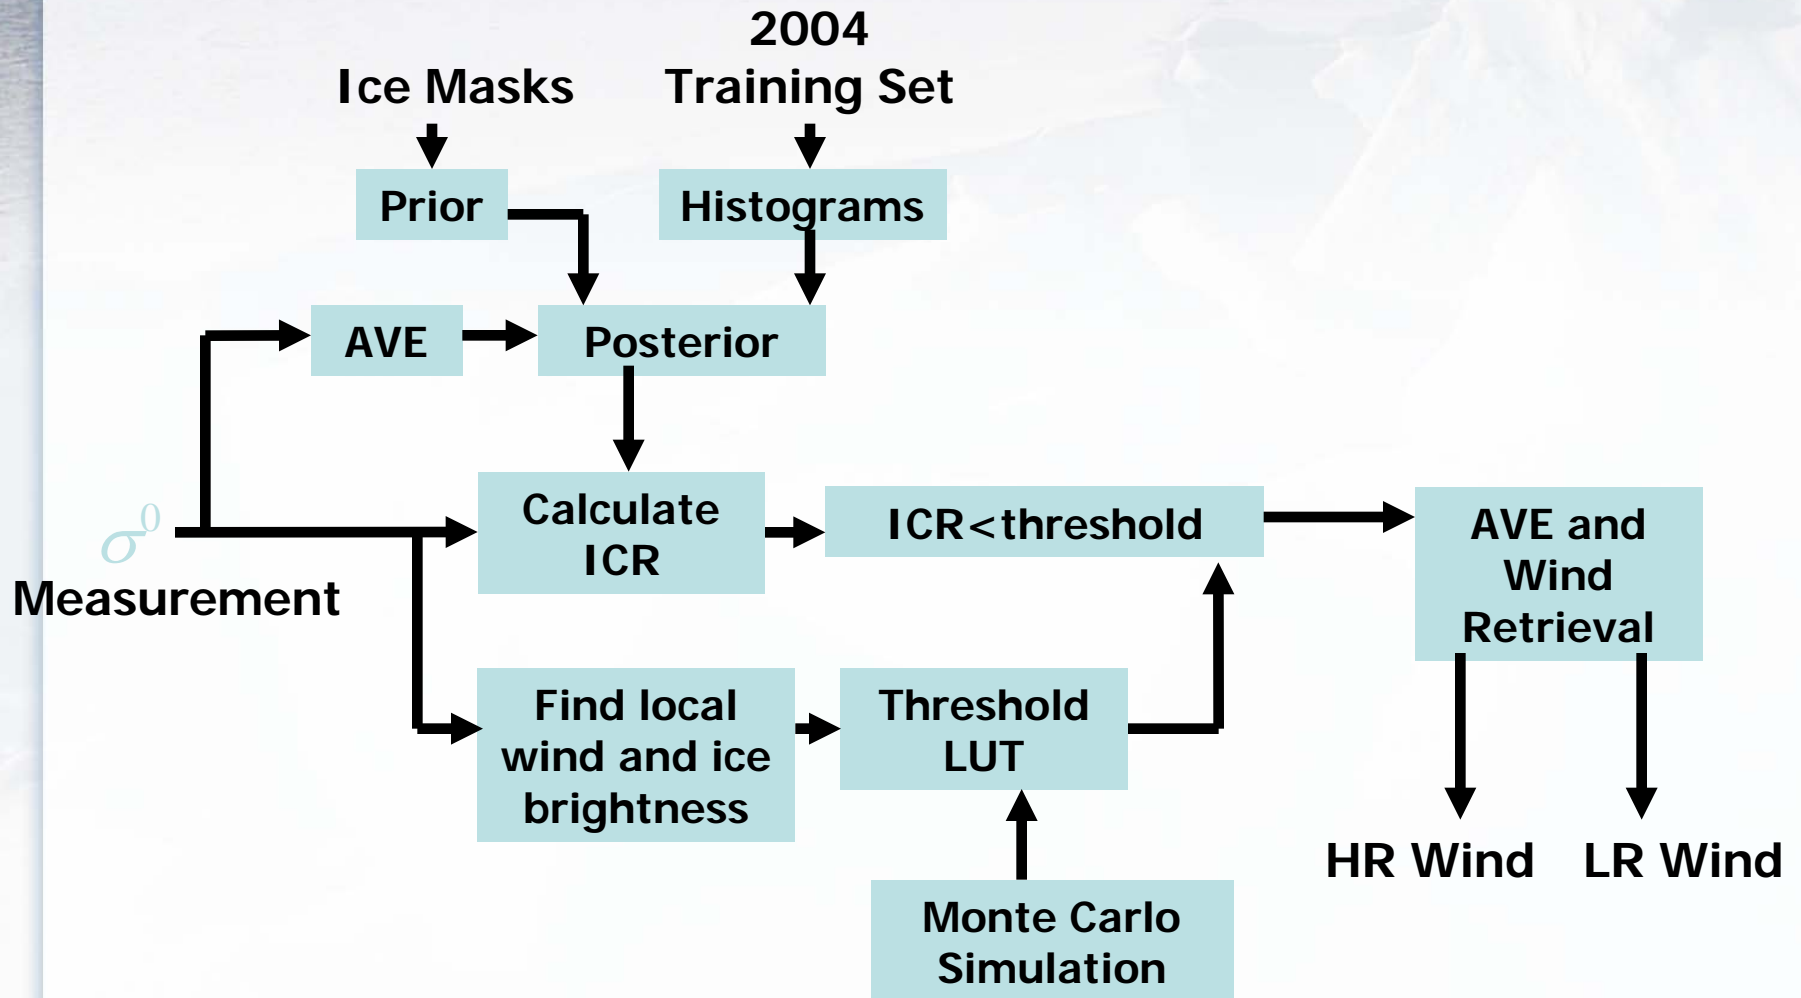 2004
Ice Masks
Training Set
Prior
Histograms
AVE
Posterior
σ⁰
Measurement
Calculate
ICR
ICR<threshold
AVE and
Wind
Retrieval
Find local
wind and ice
brightness
Threshold
LUT
HR Wind
LR Wind
Monte Carlo
Simulation